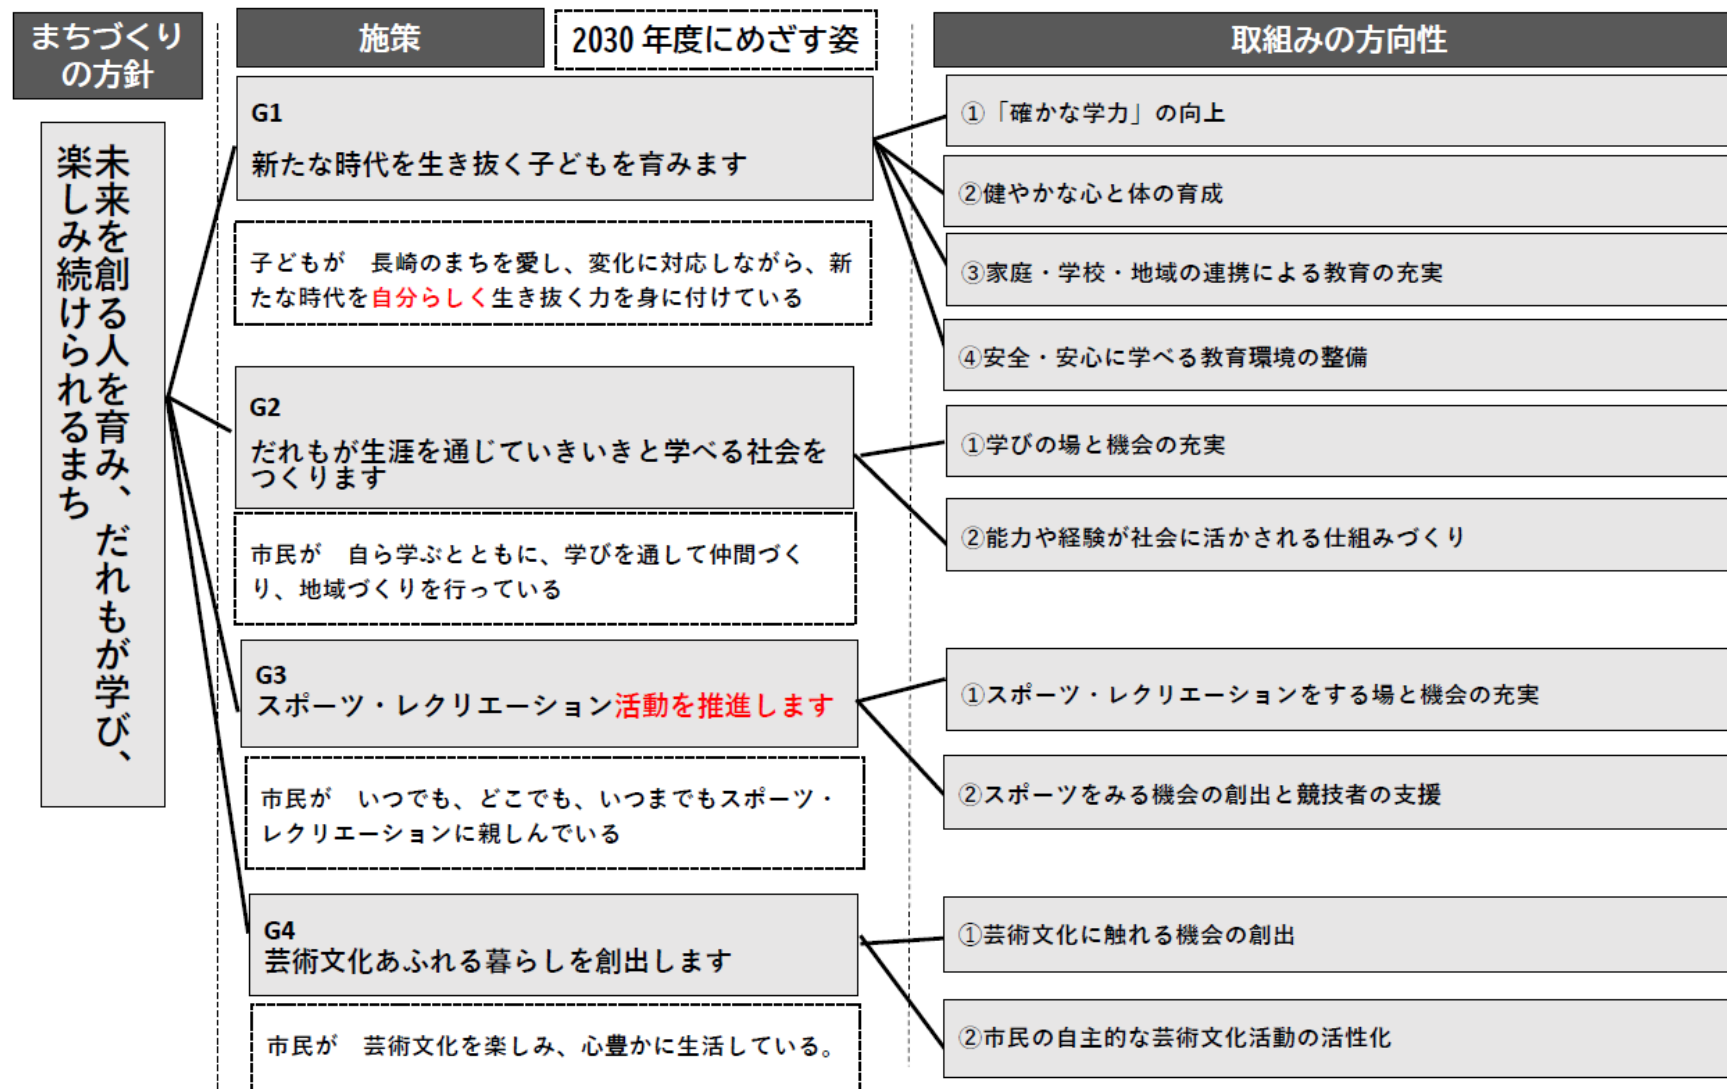 まちづくり
の方針
施策
2030 年度にめざす姿
取組みの方向性
未来を創る人を育み、だれもが学び、
楽しみ続けられるまち
G1
新たな時代を生き抜く子どもを育みます
子どもが　長崎のまちを愛し、変化に対応しながら、新
たな時代を自分らしく生き抜く力を身に付けている
①「確かな学力」の向上
②健やかな心と体の育成
③家庭・学校・地域の連携による教育の充実
④安全・安心に学べる教育環境の整備
G2
だれもが生涯を通じていきいきと学べる社会を
つくります
市民が　自ら学ぶとともに、学びを通して仲間づく
り、地域づくりを行っている
①学びの場と機会の充実
②能力や経験が社会に活かされる仕組みづくり
G3
スポーツ・レクリエーション活動を推進します
市民が　いつでも、どこでも、いつまでもスポーツ・
レクリエーションに親しんでいる
①スポーツ・レクリエーションをする場と機会の充実
②スポーツをみる機会の創出と競技者の支援
G4
芸術文化あふれる暮らしを創出します
市民が　芸術文化を楽しみ、心豊かに生活している。
①芸術文化に触れる機会の創出
②市民の自主的な芸術文化活動の活性化